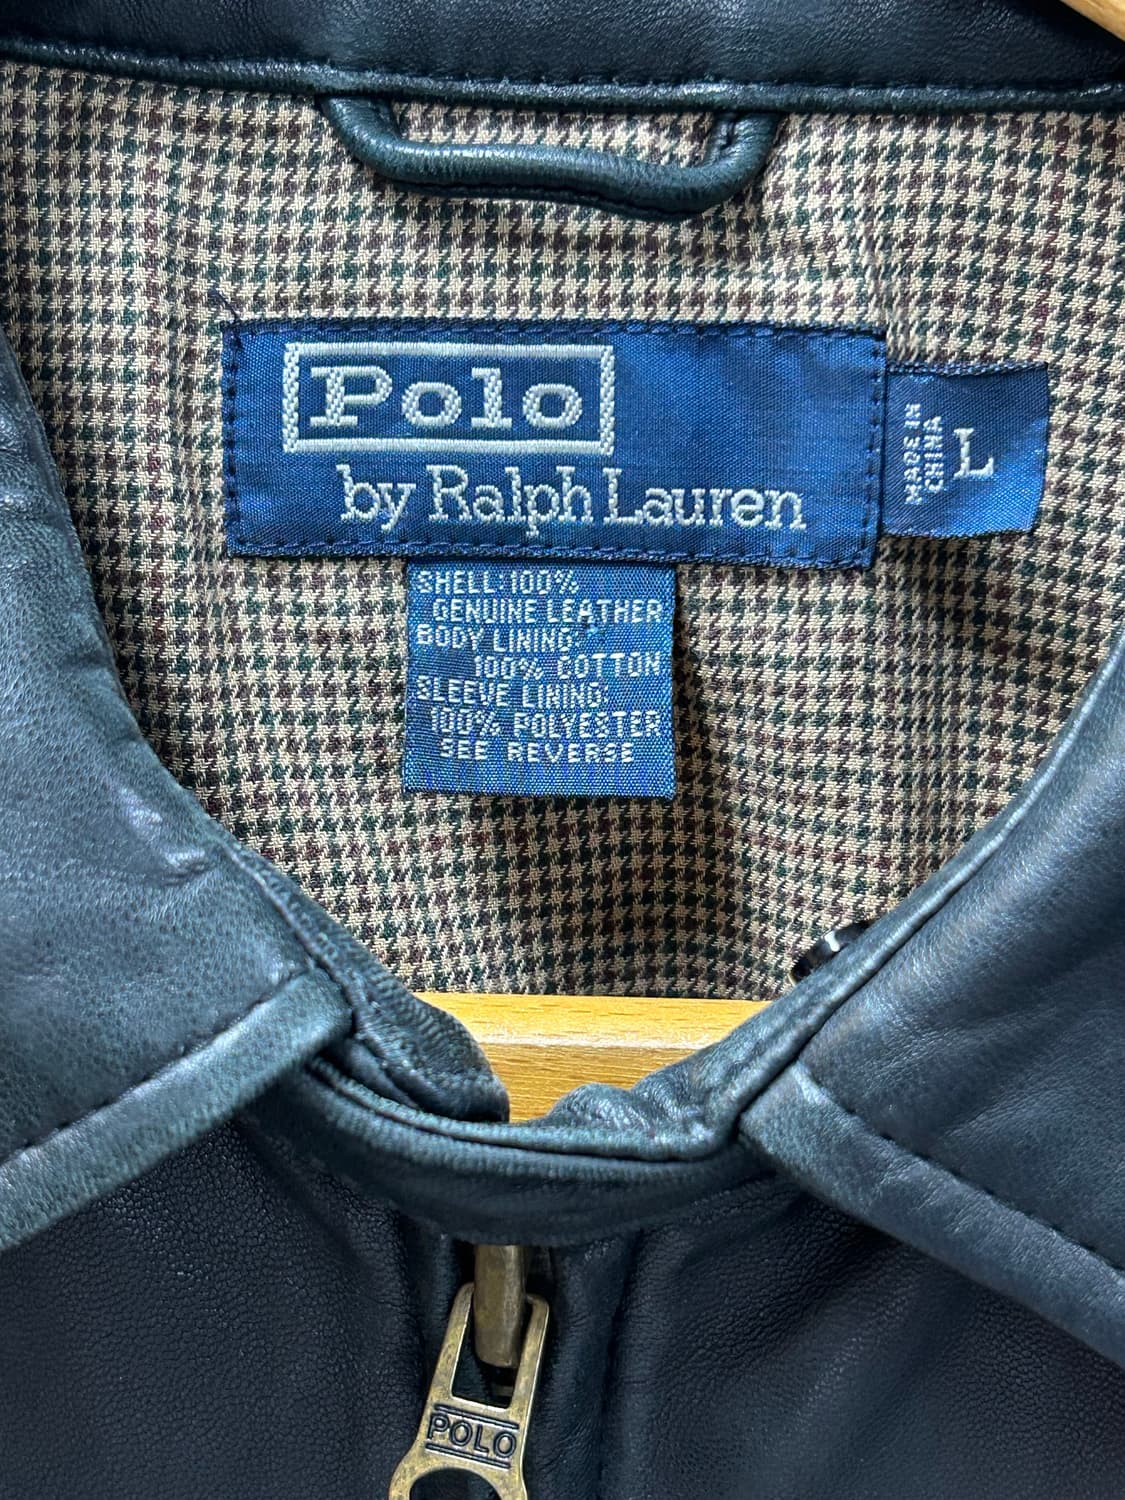 Polo
by Ralph Lauren
MADE IN
CHINA
L
SHELL: 100%
GENUINE LEATHER
BODY LINING:
100% COTTON
SLEEVE LINING:
100% POLYESTER
SEE REVERSE
POLO